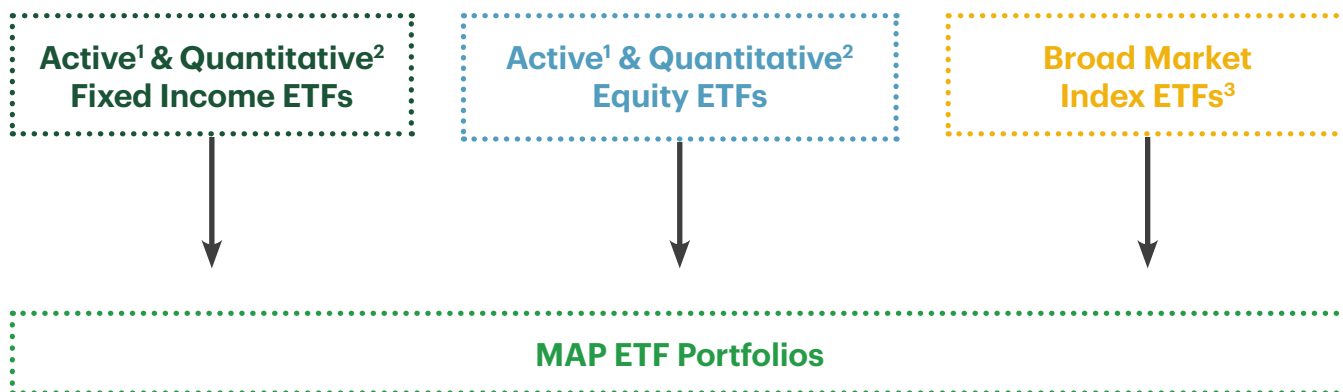 Active¹ & Quantitative²
Fixed Income ETFs
Active¹ & Quantitative²
Equity ETFs
Broad Market
Index ETFs³
MAP ETF Portfolios